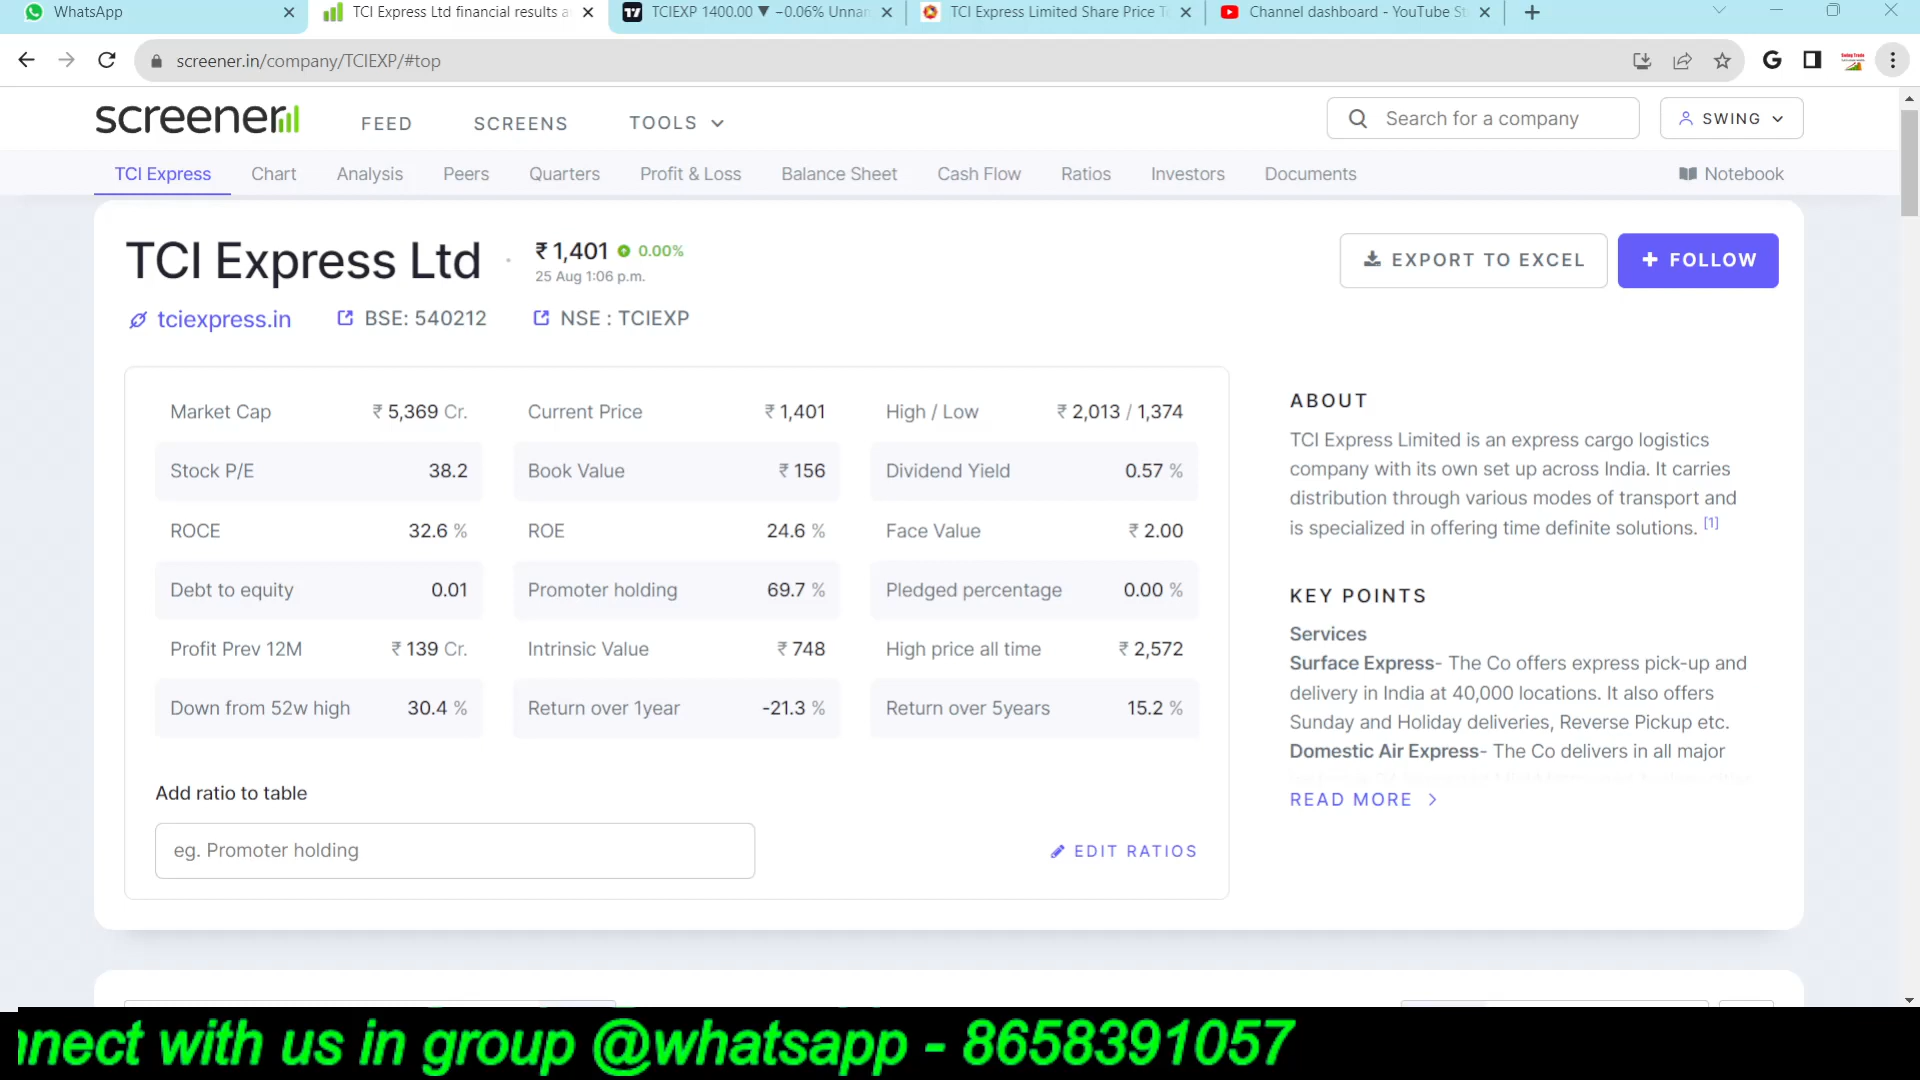 WhatsApp
TCI Express Ltd financial results a
TCIEXP 1400.00 ▼ −0.06% Unnan
TCI Express Limited Share Price T
Channel dashboard - YouTube St
screener.in/company/TCIEXP/#top
screener
FEED
SCREENS
TOOLS
Search for a company
SWING
TCI Express
Chart
Analysis
Peers
Quarters
Profit & Loss
Balance Sheet
Cash Flow
Ratios
Investors
Documents
Notebook
TCI Express Ltd
₹ 1,401 0.00%
25 Aug 1:06 p.m.
EXPORT TO EXCEL
+ FOLLOW
tciexpress.in
BSE: 540212
NSE : TCIEXP
Market Cap ₹ 5,369 Cr.
Current Price ₹ 1,401
High / Low ₹ 2,013 / 1,374
Stock P/E 38.2
Book Value ₹ 156
Dividend Yield 0.57 %
ROCE 32.6 %
ROE 24.6 %
Face Value ₹ 2.00
Debt to equity 0.01
Promoter holding 69.7 %
Pledged percentage 0.00 %
Profit Prev 12M ₹ 139 Cr.
Intrinsic Value ₹ 748
High price all time ₹ 2,572
Down from 52w high 30.4 %
Return over 1year -21.3 %
Return over 5years 15.2 %
Add ratio to table
eg. Promoter holding
EDIT RATIOS
ABOUT
TCI Express Limited is an express cargo logistics
company with its own set up across India. It carries
distribution through various modes of transport and
is specialized in offering time definite solutions. [1]
KEY POINTS
Services
Surface Express- The Co offers express pick-up and
delivery in India at 40,000 locations. It also offers
Sunday and Holiday deliveries, Reverse Pickup etc.
Domestic Air Express- The Co delivers in all major
READ MORE
nnect with us in group @whatsapp - 8658391057